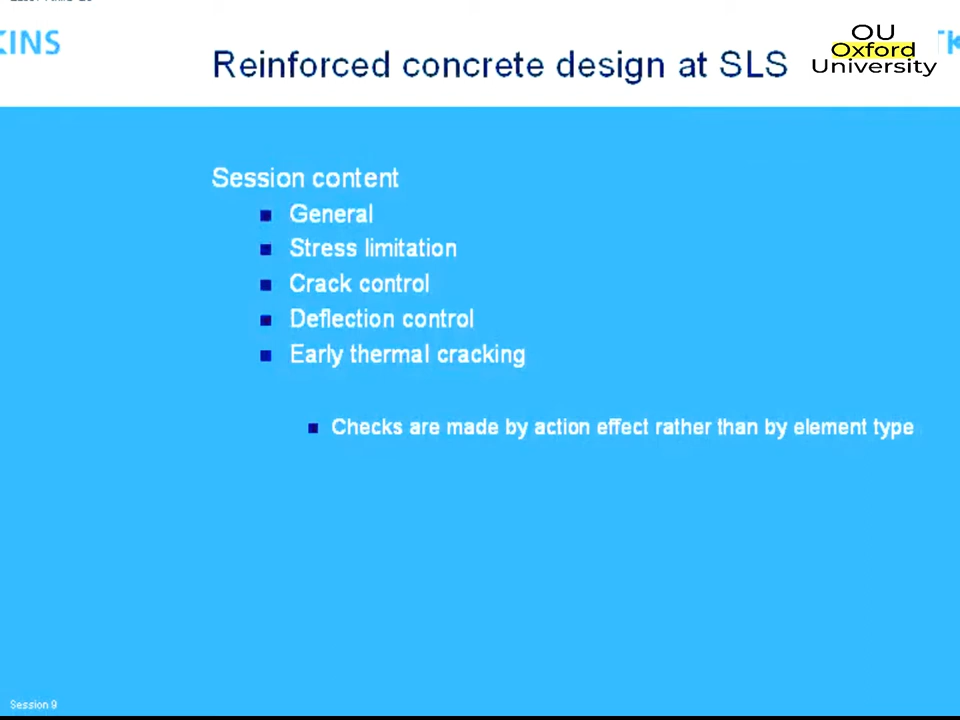 KINS
Reinforced concrete design at SLS
OU
Oxford
University
Session content
General
Stress limitation
Crack control
Deflection control
Early thermal cracking
Checks are made by action effect rather than by element type
Session 9